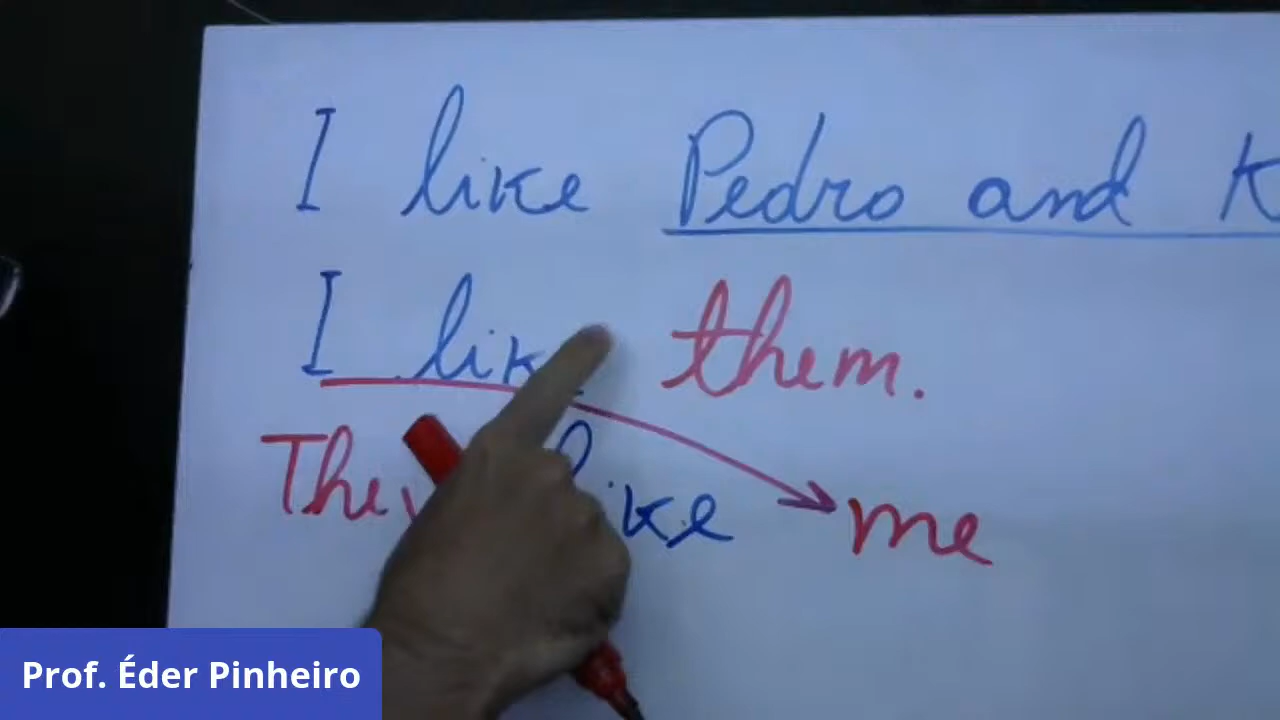 I like Pedro and K
I like them.
They like me
Prof. Éder Pinheiro